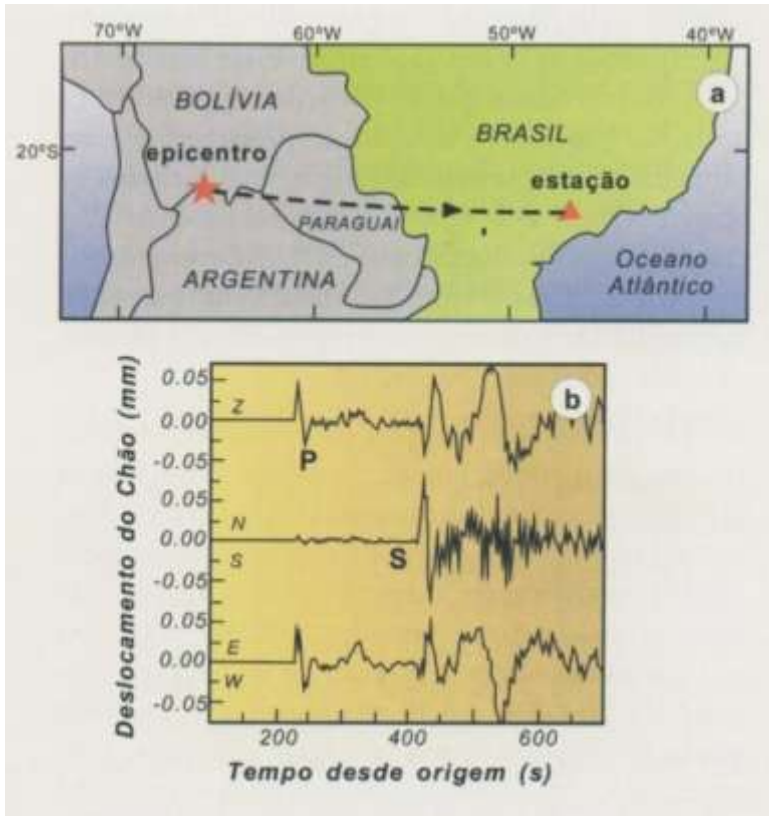 70°W 60°W 50°W 40°W
a
BOLÍVIA
BRASIL
20°S
epicentro
estação
PARAGUAI
ARGENTINA
Oceano
Atlântico
b
Deslocamento do Chão (mm)
0.05
Z
0.00
-0.05
P
0.05
N
0.00
S
S
-0.05
0.05
E
0.00
W
-0.05
200 400 600
Tempo desde origem (s)